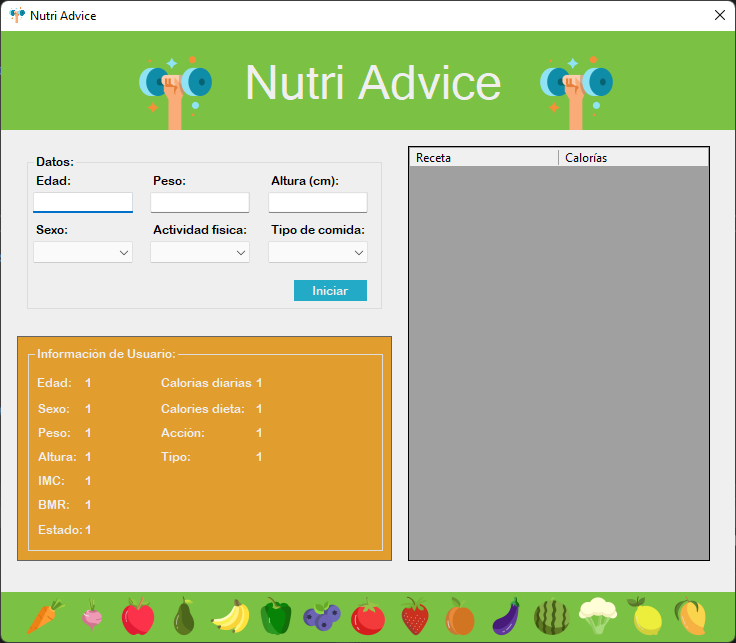 Nutri Advice
Nutri Advice
Datos:
Edad: Peso: Altura (cm):
Sexo: Actividad fisica: Tipo de comida:
Iniciar
Receta Calorías
Información de Usuario:
Edad: 1 Calorias diarias 1
Sexo: 1 Calories dieta: 1
Peso: 1 Acción: 1
Altura: 1 Tipo: 1
IMC: 1
BMR: 1
Estado: 1